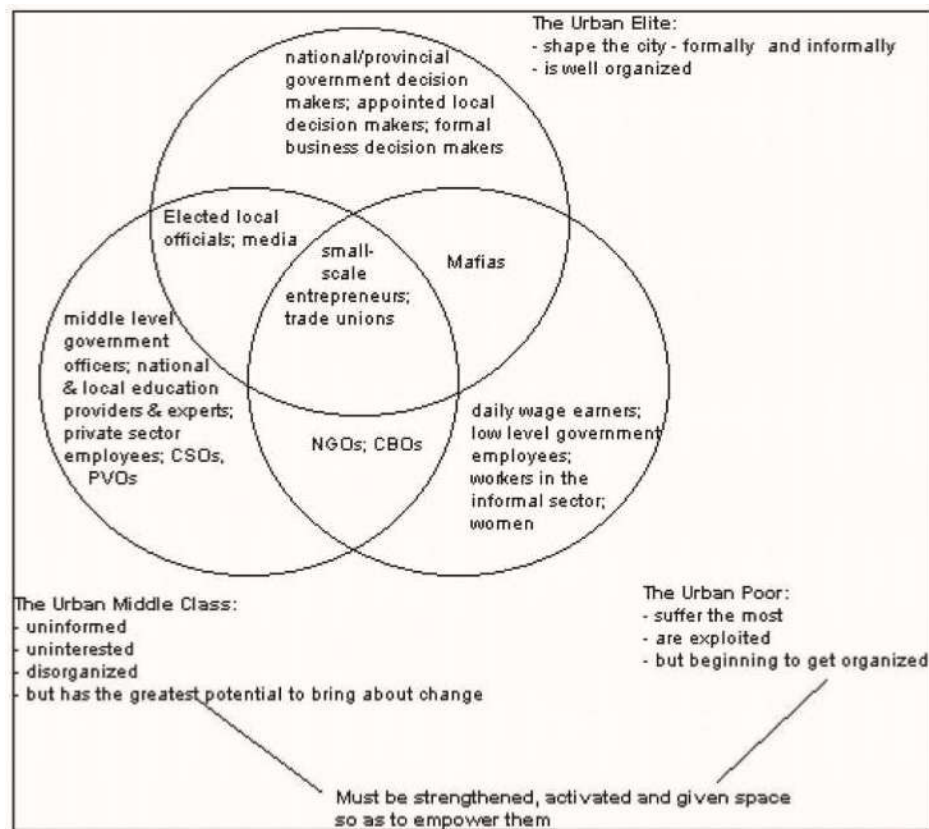 The Urban Elite:
- shape the city - formally and informally
- is well organized
national/provincial
government decision
makers; appointed local
decision makers; formal
business decision makers
Elected local
officials; media
small-
scale
entrepreneurs;
trade unions
Mafias
middle level
government
officers; national
& local education
providers & experts;
private sector
employees; CSOs,
PVOs
NGOs; CBOs
daily wage earners;
low level government
employees;
workers in the
informal sector;
women
The Urban Middle Class:
- uninformed
- uninterested
- disorganized
- but has the greatest potential to bring about change
The Urban Poor:
- suffer the most
- are exploited
- but beginning to get organized
Must be strengthened, activated and given space
so as to empower them